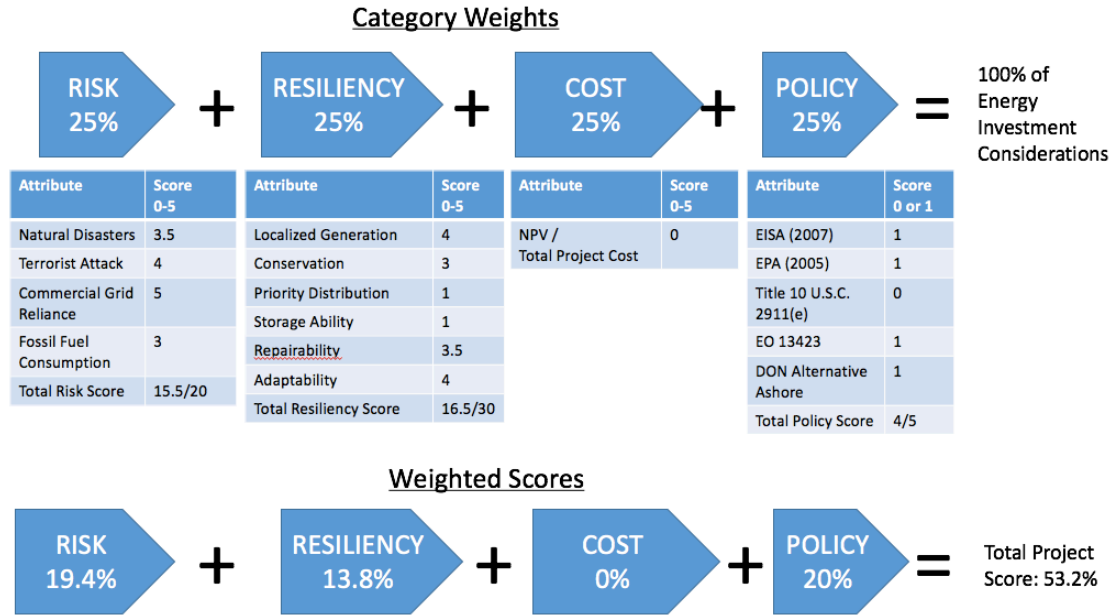 Category Weights
RISK
25%
+
RESILIENCY
25%
+
COST
25%
+
POLICY
25%
=
100% of
Energy
Investment
Considerations
Attribute Score
0-5
Natural Disasters 3.5
Terrorist Attack 4
Commercial Grid 5
Reliance
Fossil Fuel 3
Consumption
Total Risk Score 15.5/20
Attribute Score
0-5
Localized Generation 4
Conservation 3
Priority Distribution 1
Storage Ability 1
Repairability 3.5
Adaptability 4
Total Resiliency Score 16.5/30
Attribute Score
0-5
NPV / 0
Total Project Cost
Attribute Score
0 or 1
EISA (2007) 1
EPA (2005) 1
Title 10 U.S.C. 0
2911(e)
EO 13423 1
DON Alternative 1
Ashore
Total Policy Score 4/5
Weighted Scores
RISK
19.4%
+
RESILIENCY
13.8%
+
COST
0%
+
POLICY
20%
=
Total Project
Score: 53.2%